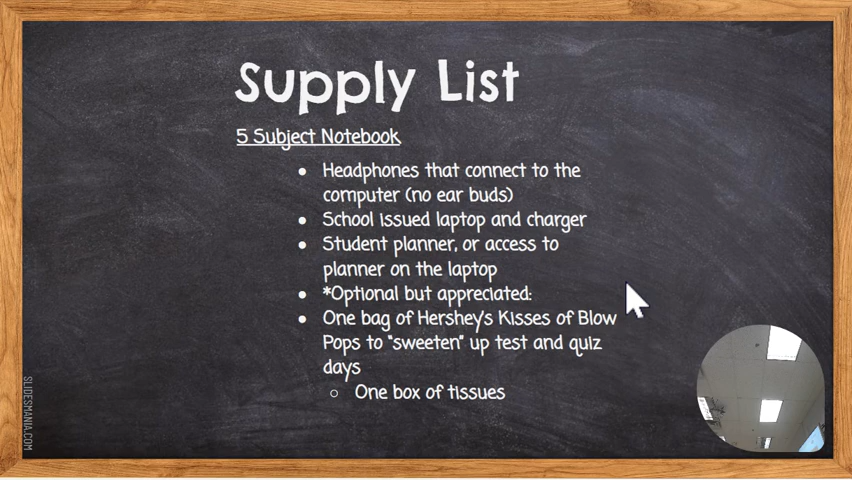 Supply List
5 Subject Notebook
• Headphones that connect to the
computer (no ear buds)
• School issued laptop and charger
• Student planner, or access to
planner on the laptop
• *Optional but appreciated:
• One bag of Hershey's Kisses of Blow
Pops to "sweeten" up test and quiz
days
○ One box of tissues
SLIDESMANIA.COM